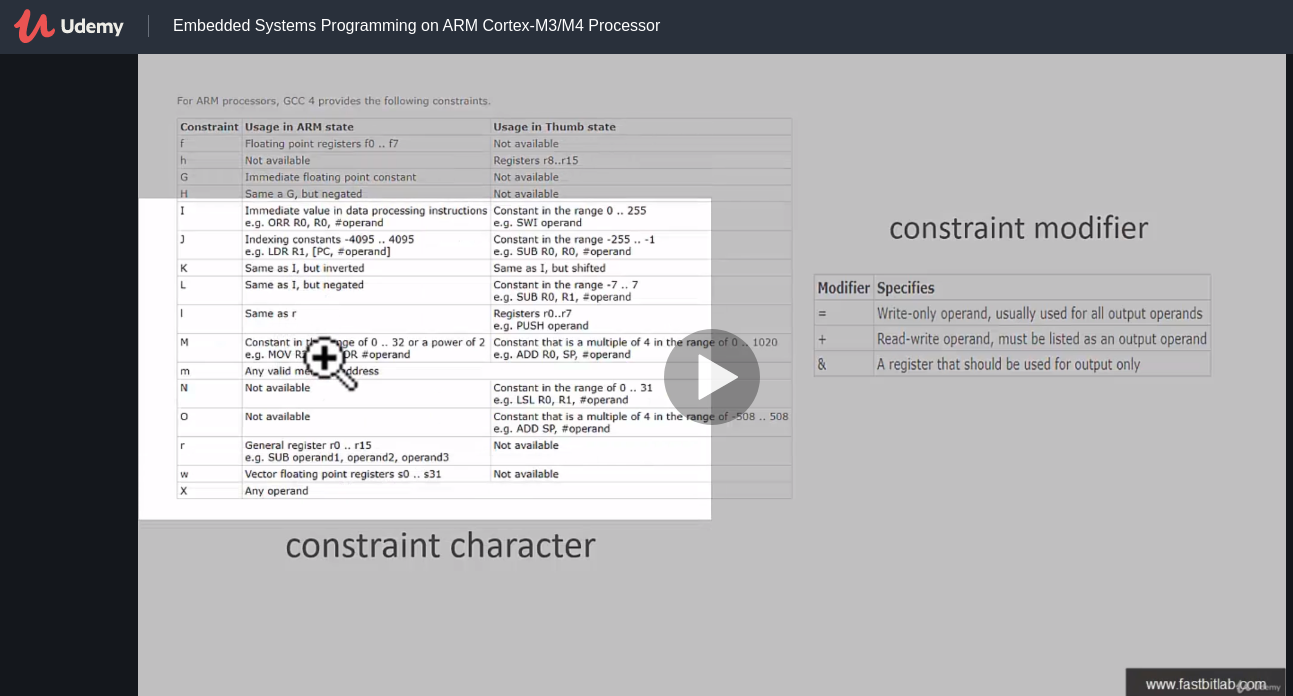 Udemy
Embedded Systems Programming on ARM Cortex-M3/M4 Processor
For ARM processors, GCC 4 provides the following constraints.
Constraint Usage in ARM state Usage in Thumb state
f Floating point registers f0 .. f7 Not available
h Not available Registers r8..r15
G Immediate floating point constant Not available
H Same a G, but negated Not available
I Immediate value in data processing instructions Constant in the range 0 .. 255
e.g. ORR R0, R0, #operand e.g. SWI operand
J Indexing constants -4095 .. 4095 Constant in the range -255 .. -1
e.g. LDR R1, [PC, #operand] e.g. SUB R0, R0, #operand
K Same as I, but inverted Same as I, but shifted
L Same as I, but negated Constant in the range -7 .. 7
e.g. SUB R0, R1, #operand
l Same as r Registers r0..r7
e.g. PUSH operand
M Constant in range of 0 .. 32 or a power of 2 Constant that is a multiple of 4 in the range of 0 .. 1020
e.g. MOV #operand e.g. ADD R0, SP, #operand
m Any valid address
N Not available Constant in the range of 0 .. 31
e.g. LSL R0, R1, #operand
O Not available Constant that is a multiple of 4 in the range of -508 .. 508
e.g. ADD SP, #operand
r General register r0 .. r15 Not available
e.g. SUB operand1, operand2, operand3
w Vector floating point registers s0 .. s31 Not available
X Any operand
constraint character
constraint modifier
Modifier Specifies
= Write-only operand, usually used for all output operands
+ Read-write operand, must be listed as an output operand
& A register that should be used for output only
www.fastbitlab.com
Udemy